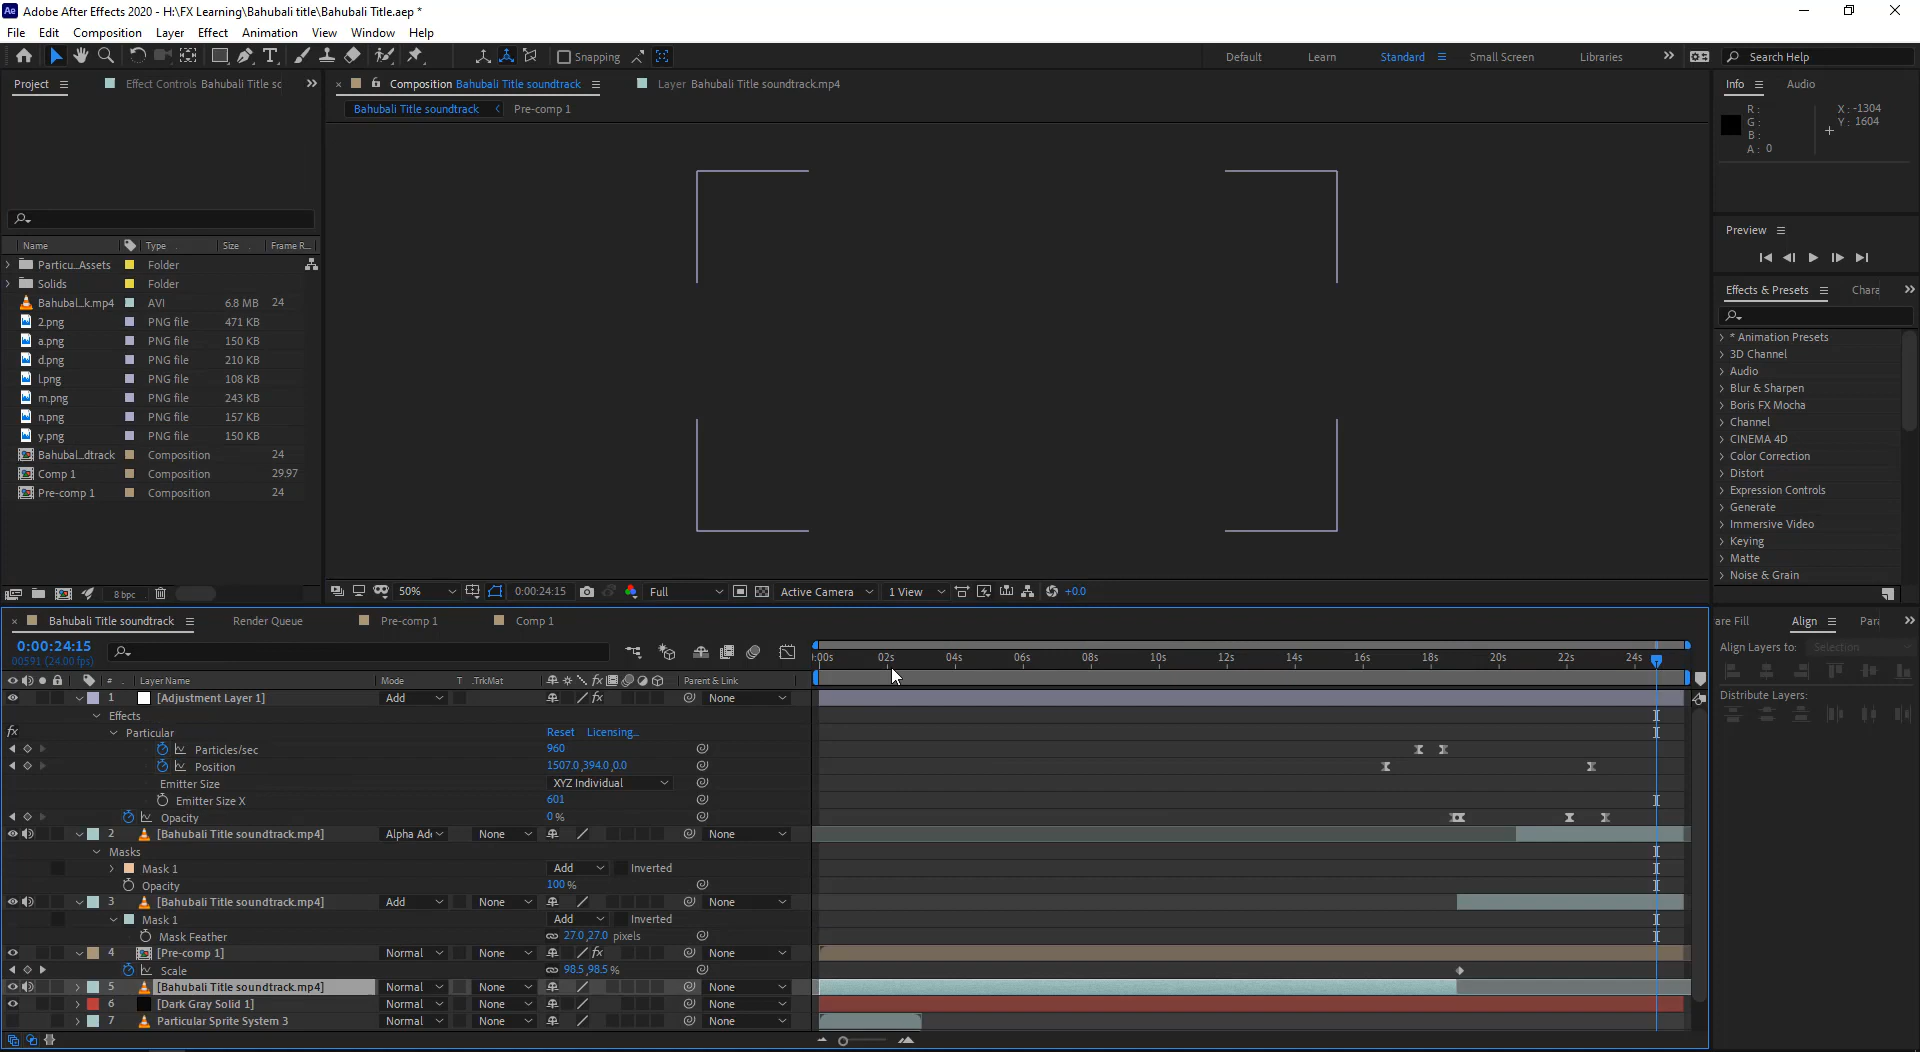 Adobe After Effects 2020 - H:\FX Learning\Bahubali title\Bahubali Title.aep *
File Edit Composition Layer Effect Animation View Window Help
Snapping Default Learn Standard Small Screen Libraries Search Help
Project Effect Controls Bahubali Title sc Composition Bahubali Title soundtrack Layer Bahubali Title soundtrack.mp4 Info Audio
Bahubali Title soundtrack Pre-comp 1
R :
G :
B :
A : 0
X : -1304
Y : 1604
Preview
Name Type Size Frame R...
Particu...Assets Folder
Solids Folder
Bahubal...k.mp4 AVI 6.8 MB 24
2.png PNG file 471 KB
a.png PNG file 150 KB
d.png PNG file 210 KB
l.png PNG file 108 KB
m.png PNG file 243 KB
n.png PNG file 157 KB
y.png PNG file 150 KB
Bahubal...dtrack Composition 24
Comp 1 Composition 29.97
Pre-comp 1 Composition 24
8 bpc
Effects & Presets Chara
* Animation Presets
3D Channel
Audio
Blur & Sharpen
Boris FX Mocha
Channel
CINEMA 4D
Color Correction
Distort
Expression Controls
Generate
Immersive Video
Keying
Matte
Noise & Grain
50% 0:00:24:15 Full Active Camera 1 View +0.0
Bahubali Title soundtrack Render Queue Pre-comp 1 Comp 1
are Fill Align Para
Align Layers to: Selection
Distribute Layers:
0:00:24:15
00591 (24.00 fps)
:00s 02s 04s 06s 08s 10s 12s 14s 16s 18s 20s 22s 24s
# Layer Name Mode T .TrkMat Parent & Link
1 [Adjustment Layer 1] Add None
Effects
fx Particular Reset Licensing...
Particles/sec 960
Position 1507.0,394.0,0.0
Emitter Size XYZ Individual
Emitter Size X 601
Opacity 0%
2 [Bahubali Title soundtrack.mp4] Alpha Add None None
Masks
Mask 1 Add Inverted
Opacity 100%
3 [Bahubali Title soundtrack.mp4] Add None None
Mask 1 Add Inverted
Mask Feather 27.0,27.0 pixels
4 [Pre-comp 1] Normal None None
Scale 98.5,98.5%
5 [Bahubali Title soundtrack.mp4] Normal None None
6 [Dark Gray Solid 1] Normal None None
7 Particular Sprite System 3 Normal None None